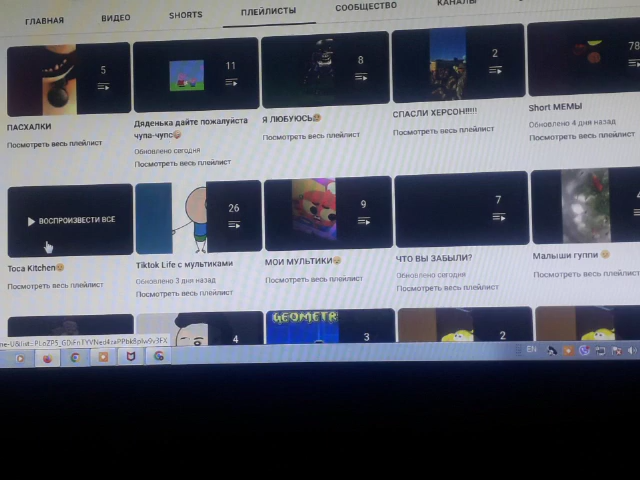 ГЛАВНАЯ ВИДЕО SHORTS ПЛЕЙЛИСТЫ СООБЩЕСТВО КАНАЛЫ
5 11 8 2 78
ПАСХАЛКИ
Посмотреть весь плейлист
Дяденька дайте пожалуйста
чупа-чупс
Обновлено сегодня
Посмотреть весь плейлист
Я ЛЮБУЮСЬ
Посмотреть весь плейлист
СПАСЛИ ХЕРСОН!!!!!
Посмотреть весь плейлист
Short МЕМЫ
Обновлено 4 дня назад
Посмотреть весь плейлист
ВОСПРОИЗВЕСТИ ВСЕ
26 9 7
Toca Kitchen
Посмотреть весь плейлист
Tiktok Life с мультиками
Обновлено 3 дня назад
Посмотреть весь плейлист
МОИ МУЛЬТИКИ
Посмотреть весь плейлист
ЧТО ВЫ ЗАБЫЛИ?
Обновлено сегодня
Посмотреть весь плейлист
Малыши гуппи
Посмотреть весь плейлист
GEOMETR
4 3 2
EN